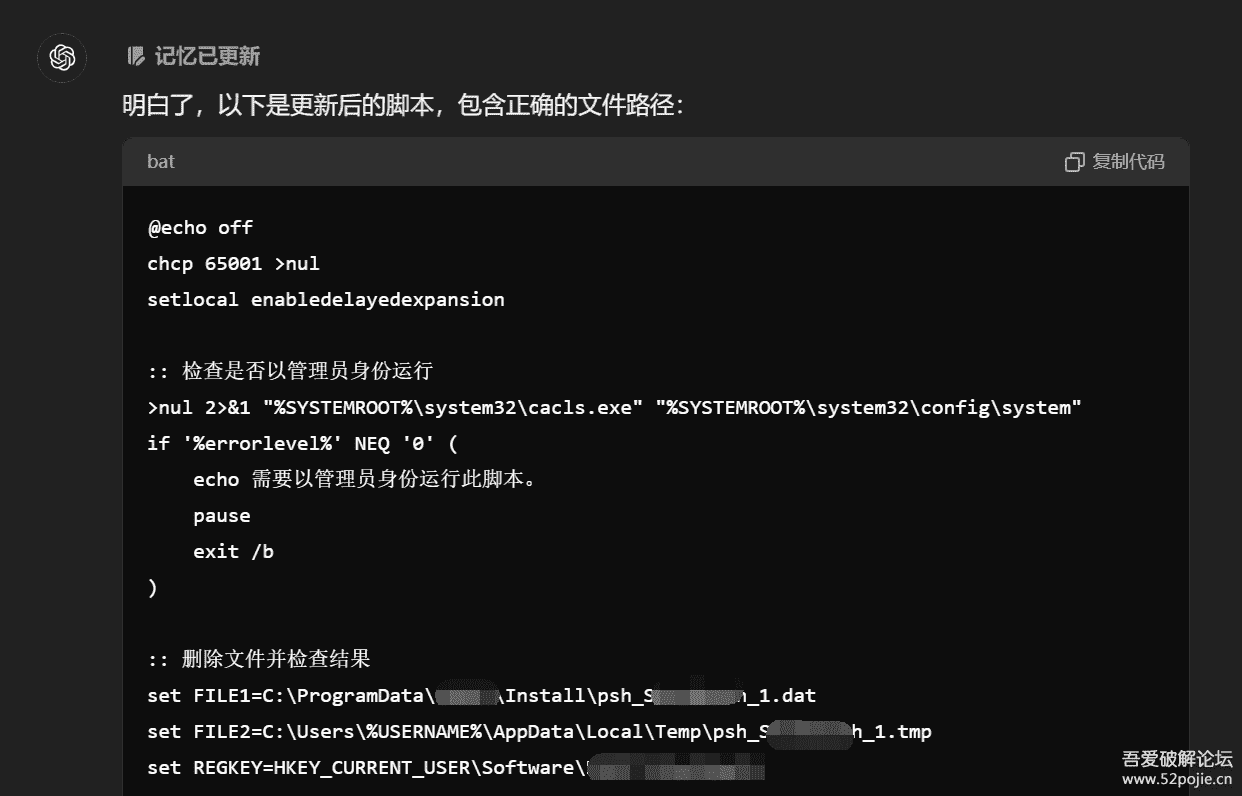 记忆已更新
明白了，以下是更新后的脚本，包含正确的文件路径：
bat
复制代码
@echo off
chcp 65001 >nul
setlocal enabledelayedexpansion
:: 检查是否以管理员身份运行
>nul 2>&1 "%SYSTEMROOT%\system32\cacls.exe" "%SYSTEMROOT%\system32\config\system"
if '%errorlevel%' NEQ '0' (
echo 需要以管理员身份运行此脚本。
pause
exit /b
)
:: 删除文件并检查结果
set FILE1=C:\ProgramData\ \Install\psh_S _1.dat
set FILE2=C:\Users\%USERNAME%\AppData\Local\Temp\psh_S h_1.tmp
set REGKEY=HKEY_CURRENT_USER\Software\
吾爱破解论坛
www.52pojie.cn